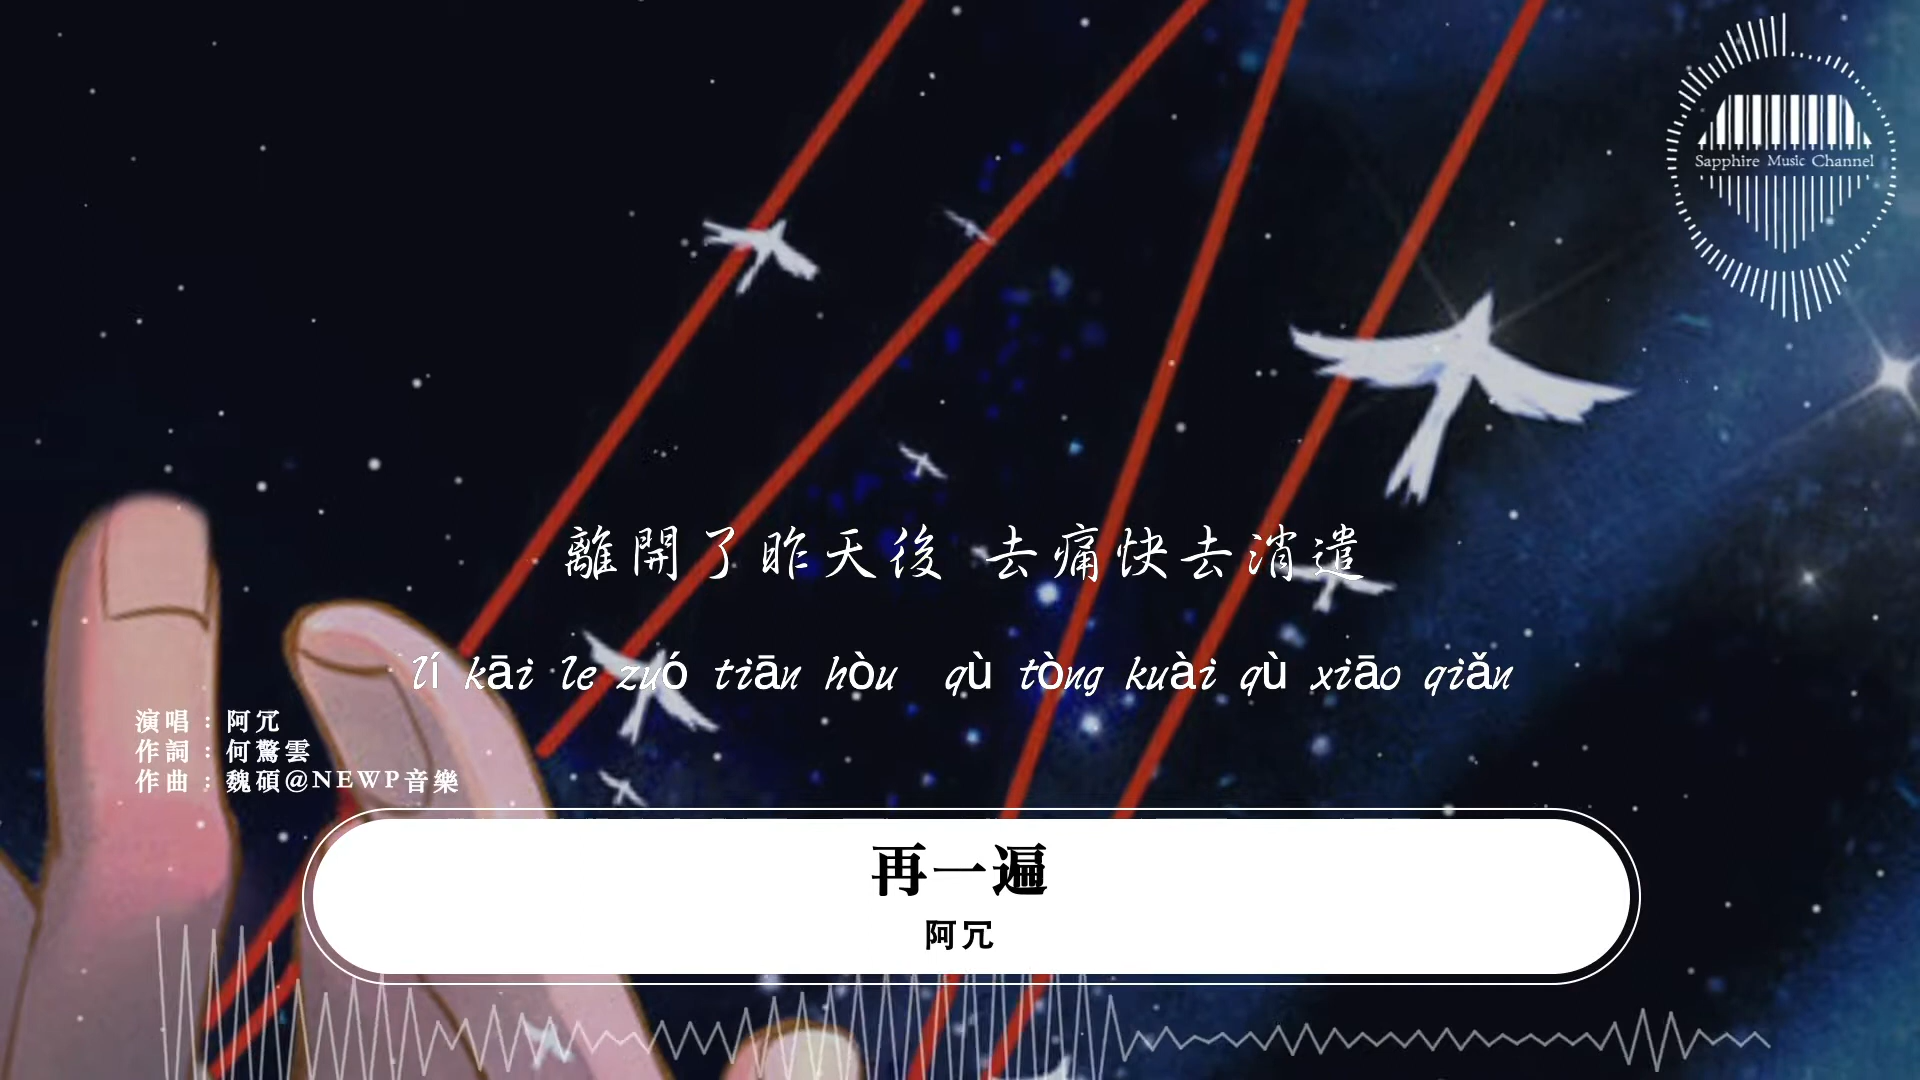 Sapphire Music Channel
離開了昨天後 去痛快去消遣
lí kāi le zuó tiān hòu qù tòng kuài qù xiāo qiǎn
演唱：阿冗
作詞：何驚雲
作曲：魏碩@NEWP音樂
再一遍
阿冗